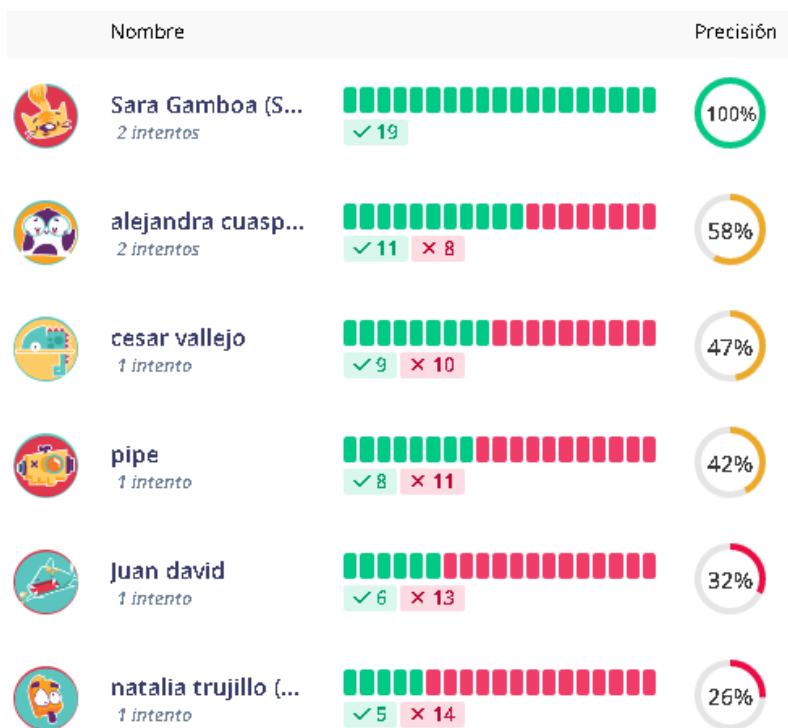 Nombre Precisión
Sara Gamboa (S... 100%
2 intentos
✓ 19
alejandra cuasp... 58%
2 intentos
✓ 11 ✕ 8
cesar vallejo 47%
1 intento
✓ 9 ✕ 10
pipe 42%
1 intento
✓ 8 ✕ 11
Juan david 32%
1 intento
✓ 6 ✕ 13
natalia trujillo (... 26%
1 intento
✓ 5 ✕ 14